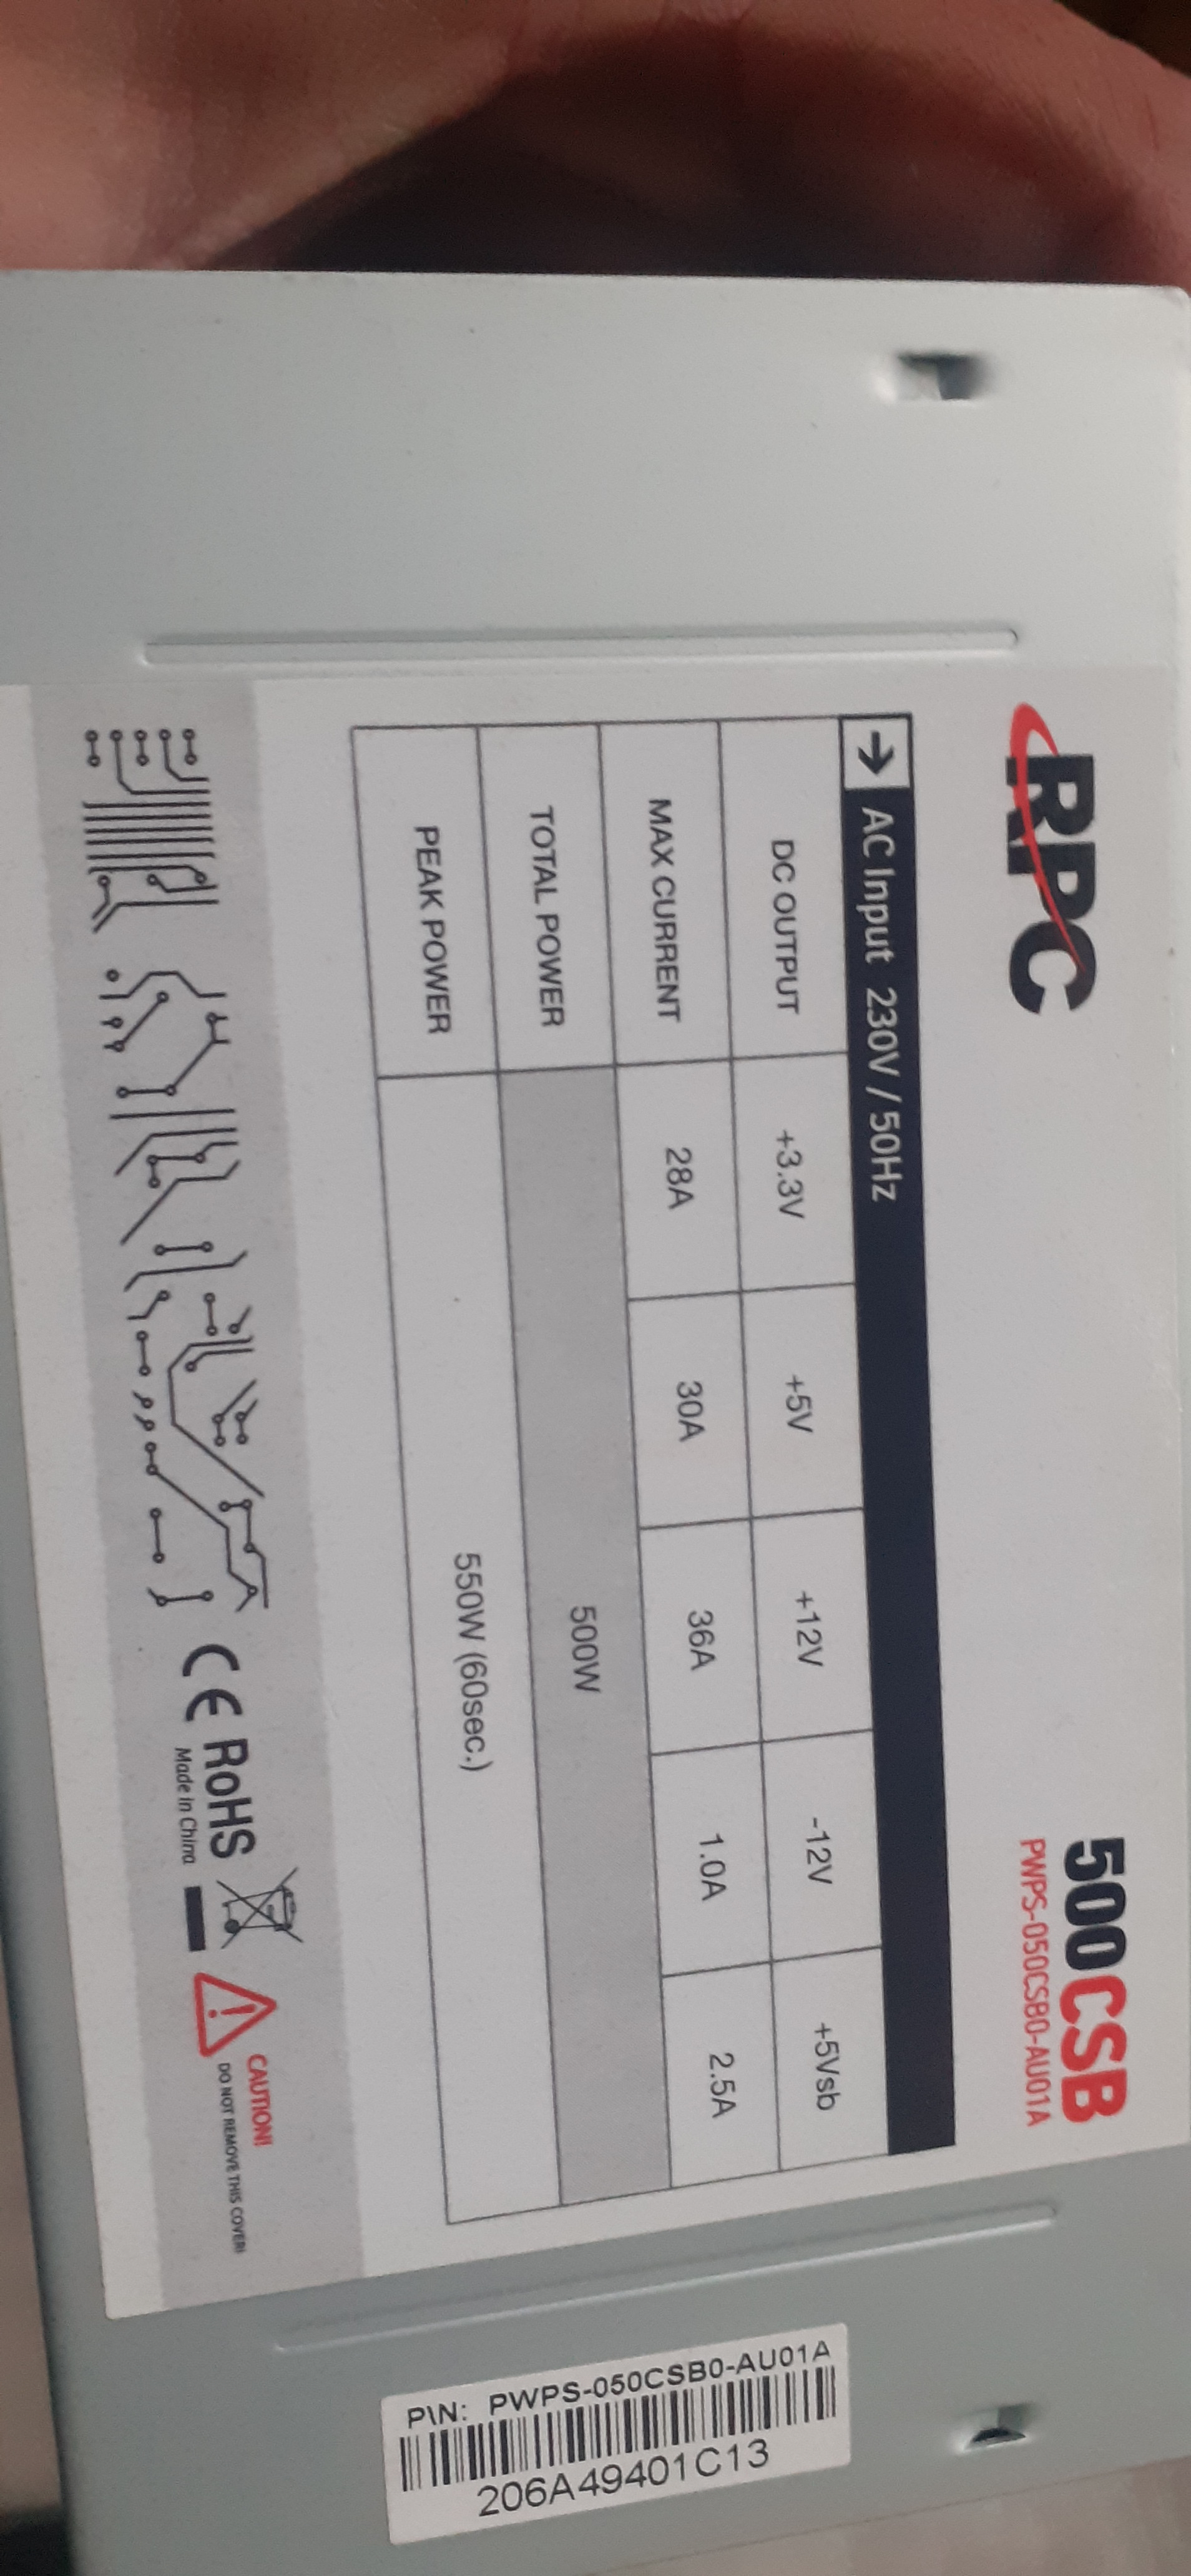 RPC
500CSB
PWPS-050CSB0-AU01A
→ AC Input 230V / 50Hz
DC OUTPUT +3.3V +5V +12V -12V +5Vsb
MAX CURRENT 28A 30A 36A 1.0A 2.5A
TOTAL POWER 500W
PEAK POWER 550W (60sec.)
CE RoHS
Made in China
CAUTION!
DO NOT REMOVE THIS COVER!
P\N: PWPS-050CSB0-AU01A
206A49401C13